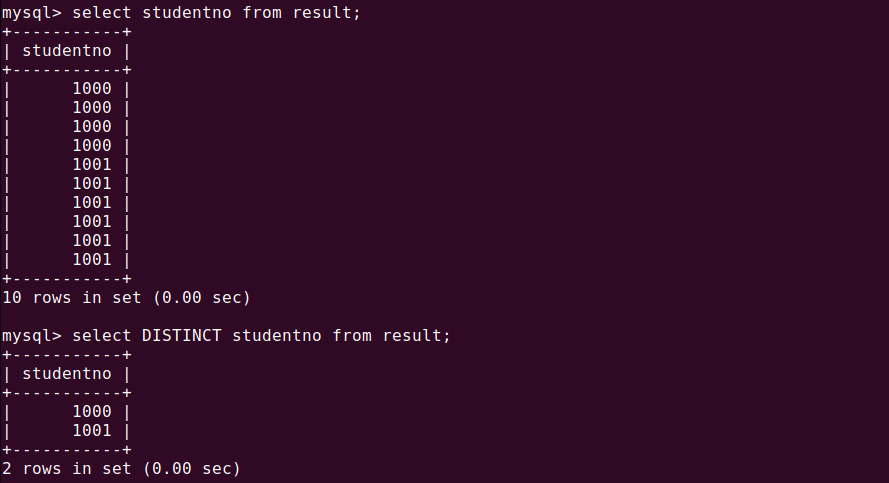 mysql> select studentno from result;
+-----------+
| studentno |
+-----------+
|      1000 |
|      1000 |
|      1000 |
|      1000 |
|      1001 |
|      1001 |
|      1001 |
|      1001 |
|      1001 |
|      1001 |
+-----------+
10 rows in set (0.00 sec)

mysql> select DISTINCT studentno from result;
+-----------+
| studentno |
+-----------+
|      1000 |
|      1001 |
+-----------+
2 rows in set (0.00 sec)